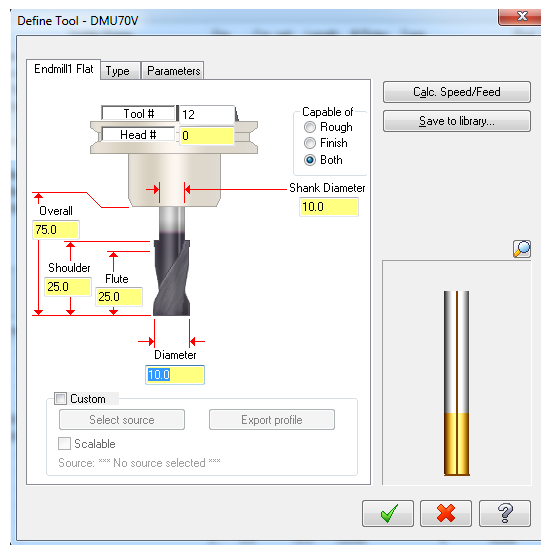 Define Tool - DMU70V
Endmill1 Flat Type Parameters
Tool # 12
Head # 0
Capable of
Rough
Finish
Both
Shank Diameter
10.0
Overall
75.0
Shoulder
25.0
Flute
25.0
Diameter
10.0
Custom
Select source Export profile
Scalable
Source: *** No source selected ***
Calc. Speed/Feed
Save to library...